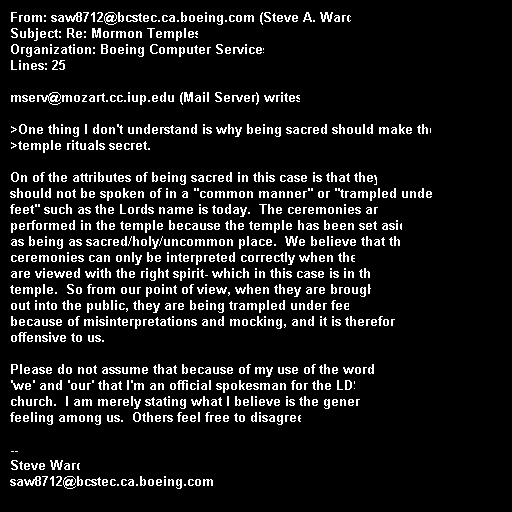 From: saw8712@bcstec.ca.boeing.com (Steve A. Ward
Subject: Re: Mormon Temples
Organization: Boeing Computer Services
Lines: 25
mserv@mozart.cc.iup.edu (Mail Server) writes
>One thing I don't understand is why being sacred should make the
>temple rituals secret.
On of the attributes of being sacred in this case is that they
should not be spoken of in a "common manner" or "trampled unde
feet" such as the Lords name is today. The ceremonies ar
performed in the temple because the temple has been set asid
as being as sacred/holy/uncommon place. We believe that th
ceremonies can only be interpreted correctly when the
are viewed with the right spirit- which in this case is in th
temple. So from our point of view, when they are brough
out into the public, they are being trampled under fee
because of misinterpretations and mocking, and it is therefor
offensive to us.
Please do not assume that because of my use of the word
'we' and 'our' that I'm an official spokesman for the LDS
church. I am merely stating what I believe is the gener
feeling among us. Others feel free to disagree
--
Steve Ward
saw8712@bcstec.ca.boeing.com